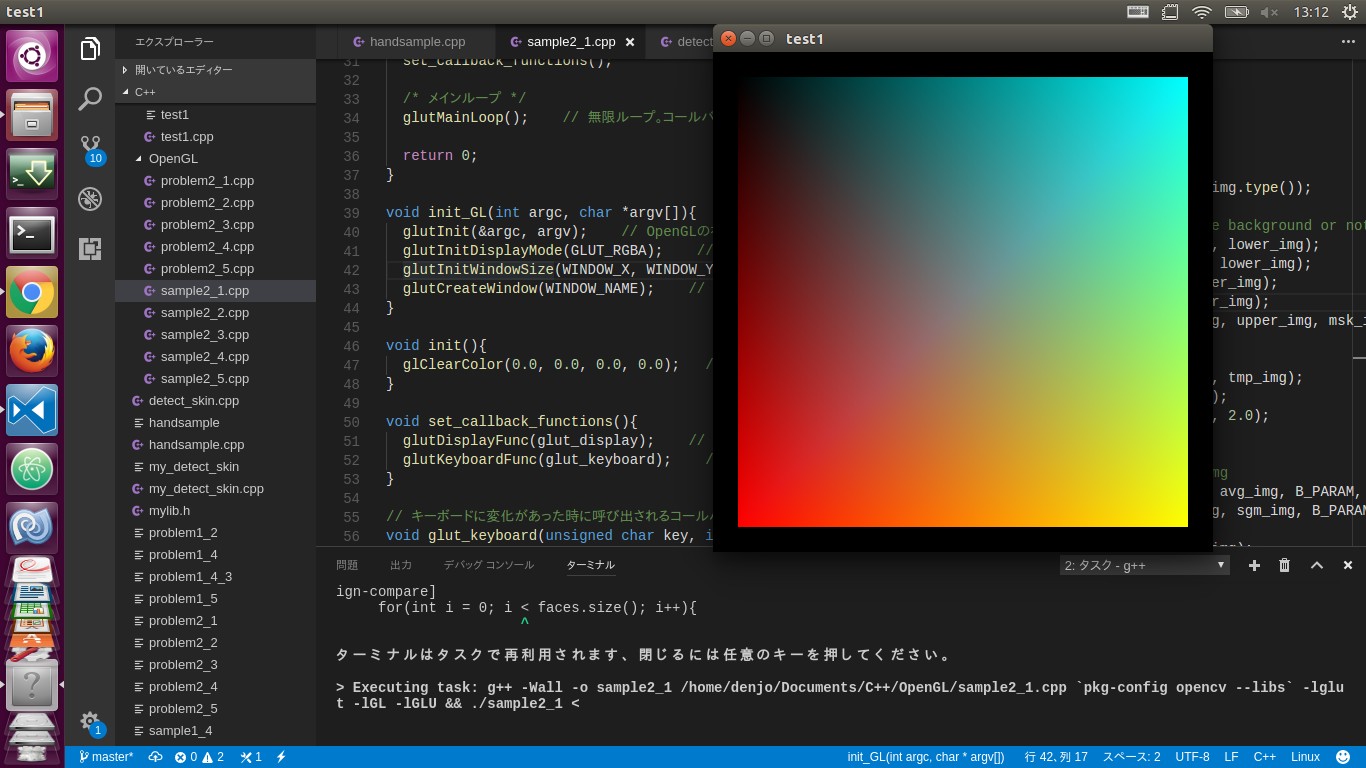 test1
13:12
エクスプローラー
開いているエディター
C++
test1
test1.cpp
OpenGL
problem2_1.cpp
problem2_2.cpp
problem2_3.cpp
problem2_4.cpp
problem2_5.cpp
sample2_1.cpp
sample2_2.cpp
sample2_3.cpp
sample2_4.cpp
sample2_5.cpp
detect_skin.cpp
handsample
handsample.cpp
my_detect_skin
my_detect_skin.cpp
mylib.h
problem1_2
problem1_4
problem1_4_3
problem1_5
problem2_1
problem2_2
problem2_3
problem2_4
problem2_5
sample1_4
10
1
handsample.cpp
sample2_1.cpp
detect
31 set_callback_functions();
32
33 /* メインループ */
34 glutMainLoop(); // 無限ループ。コールバ
35
36 return 0;
37 }
38
39 void init_GL(int argc, char *argv[]){
40 glutInit(&argc, argv); // OpenGLの
41 glutInitDisplayMode(GLUT_RGBA); //
42 glutInitWindowSize(WINDOW_X, WINDOW_Y
43 glutCreateWindow(WINDOW_NAME); //
44 }
45
46 void init(){
47 glClearColor(0.0, 0.0, 0.0, 0.0); //
48 }
49
50 void set_callback_functions(){
51 glutDisplayFunc(glut_display); //
52 glutKeyboardFunc(glut_keyboard); //
53 }
54
55 // キーボードに変化があった時に呼び出されるコールバ
56 void glut_keyboard(unsigned char key, i
test1
img.type());
e background or not
, lower_img);
lower_img);
er_img);
r_img);
g, upper_img, msk_i
, tmp_img);
);
, 2.0);
mg
avg_img, B_PARAM,
g, sgm_img, B_PARAM
mg);
問題
出力
デバッグ コンソール
ターミナル
2: タスク - g++
ign-compare]
for(int i = 0; i < faces.size(); i++){
^
ターミナルはタスクで再利用されます、閉じるには任意のキーを押してください。
> Executing task: g++ -Wall -o sample2_1 /home/denjo/Documents/C++/OpenGL/sample2_1.cpp `pkg-config opencv --libs` -lglu
t -lGL -lGLU && ./sample2_1 <
master*
0
2
1
init_GL(int argc, char * argv[])
行 42、列 17
スペース: 2
UTF-8
LF
C++
Linux